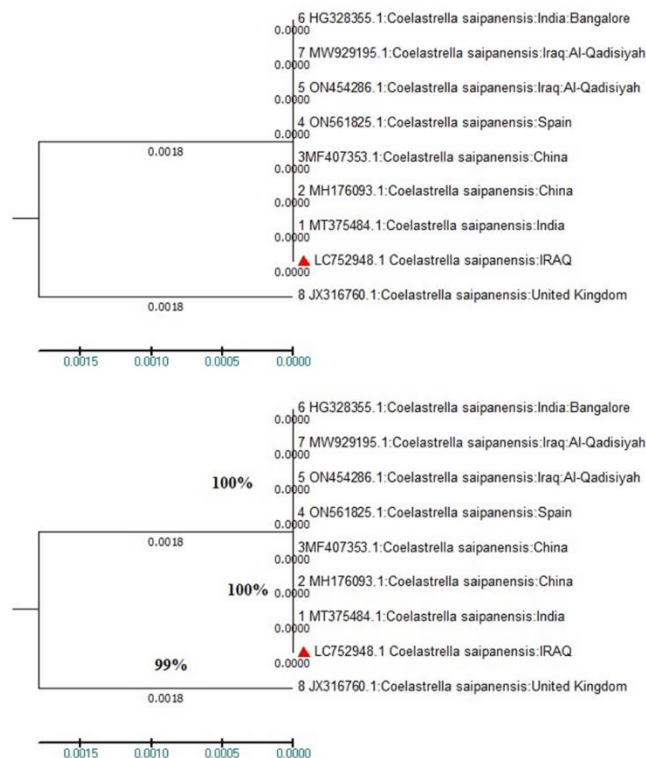 6 HG328355.1:Coelastrella saipanensis:India:Bangalore
0.0000
7 MW929195.1:Coelastrella saipanensis:Iraq:Al-Qadisiyah
0.0000
5 ON454286.1:Coelastrella saipanensis:Iraq:Al-Qadisiyah
0.0000
4 ON561825.1:Coelastrella saipanensis:Spain
0.0000
0.0018
3MF407353.1:Coelastrella saipanensis:China
0.0000
2 MH176093.1:Coelastrella saipanensis:China
0.0000
1 MT375484.1:Coelastrella saipanensis:India
0.0000
LC752948.1 Coelastrella saipanensis:IRAQ
0.0000
8 JX316760.1:Coelastrella saipanensis:United Kingdom
0.0018
0.0015 0.0010 0.0005 0.0000
6 HG328355.1:Coelastrella saipanensis:India:Bangalore
0.0000
7 MW929195.1:Coelastrella saipanensis:Iraq:Al-Qadisiyah
0.0000
5 ON454286.1:Coelastrella saipanensis:Iraq:Al-Qadisiyah
100%
0.0000
4 ON561825.1:Coelastrella saipanensis:Spain
0.0000
0.0018
3MF407353.1:Coelastrella saipanensis:China
0.0000
2 MH176093.1:Coelastrella saipanensis:China
100%
0.0000
1 MT375484.1:Coelastrella saipanensis:India
0.0000
LC752948.1 Coelastrella saipanensis:IRAQ
99%
0.0000
8 JX316760.1:Coelastrella saipanensis:United Kingdom
0.0018
0.0015 0.0010 0.0005 0.0000